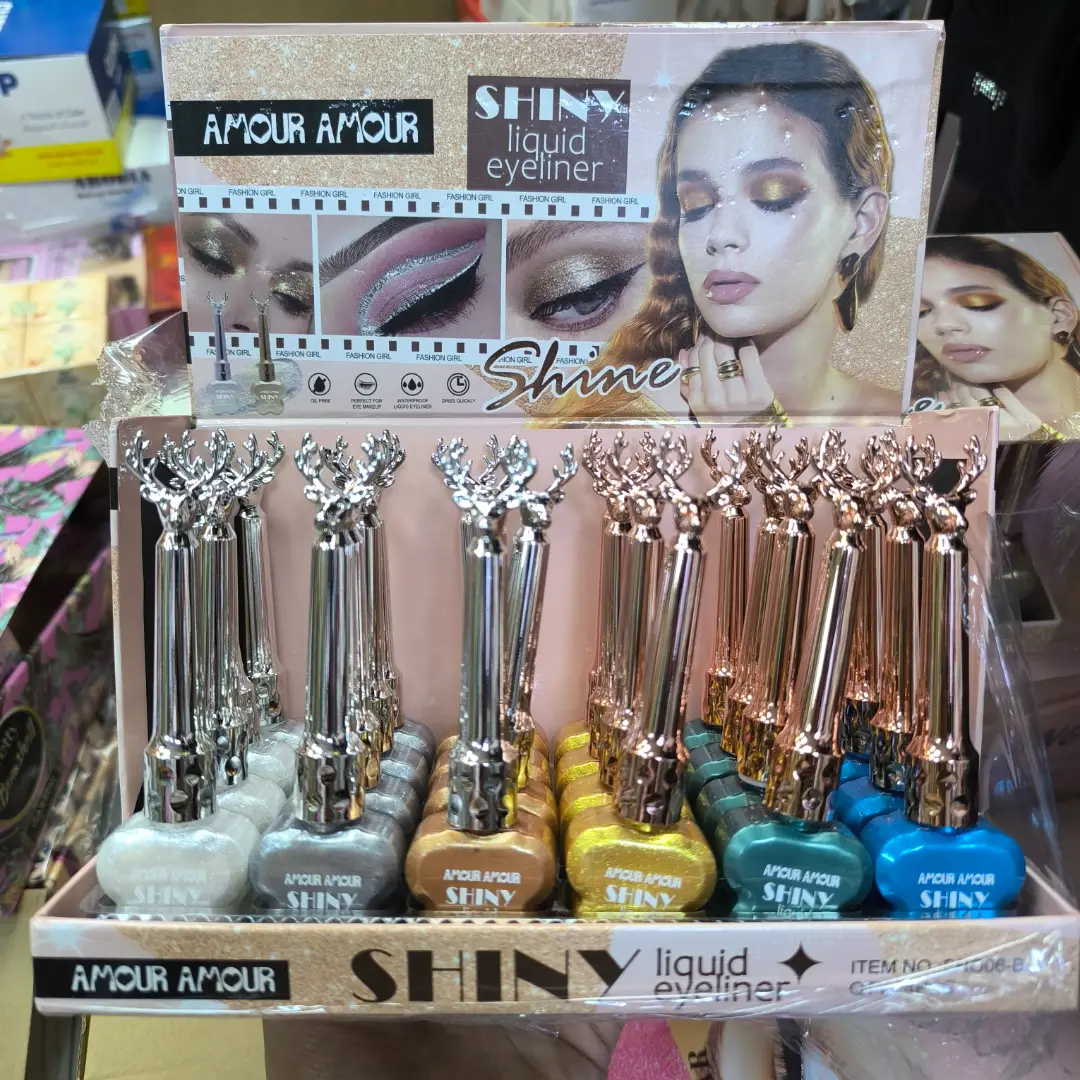 AMOUR AMOUR
SHINY
liquid
eyeliner
ON GIRL FASHION GIRL FASHION GIRL FASHION GIRL FASHION GIRL FASHION GIRL FASHION GIRL
FASHION GIRL FASHION GIRL FASHION GIRL FASHION
Shine
OIL FREE
PERFECT FOR
EYE MAKEUP
WATERPROOF
LIQUID EYELINER
DRIES QUICKLY
SHINY
AMOUR AMOUR
SHINY
AMOUR AMOUR
SHINY
AMOUR AMOUR
SHINY
AMOUR AMOUR
SHINY
liquid
AMOUR AMOUR
SHINY
AMOUR AMOUR
SHINY
liquid
eyeliner
ITEM NO.